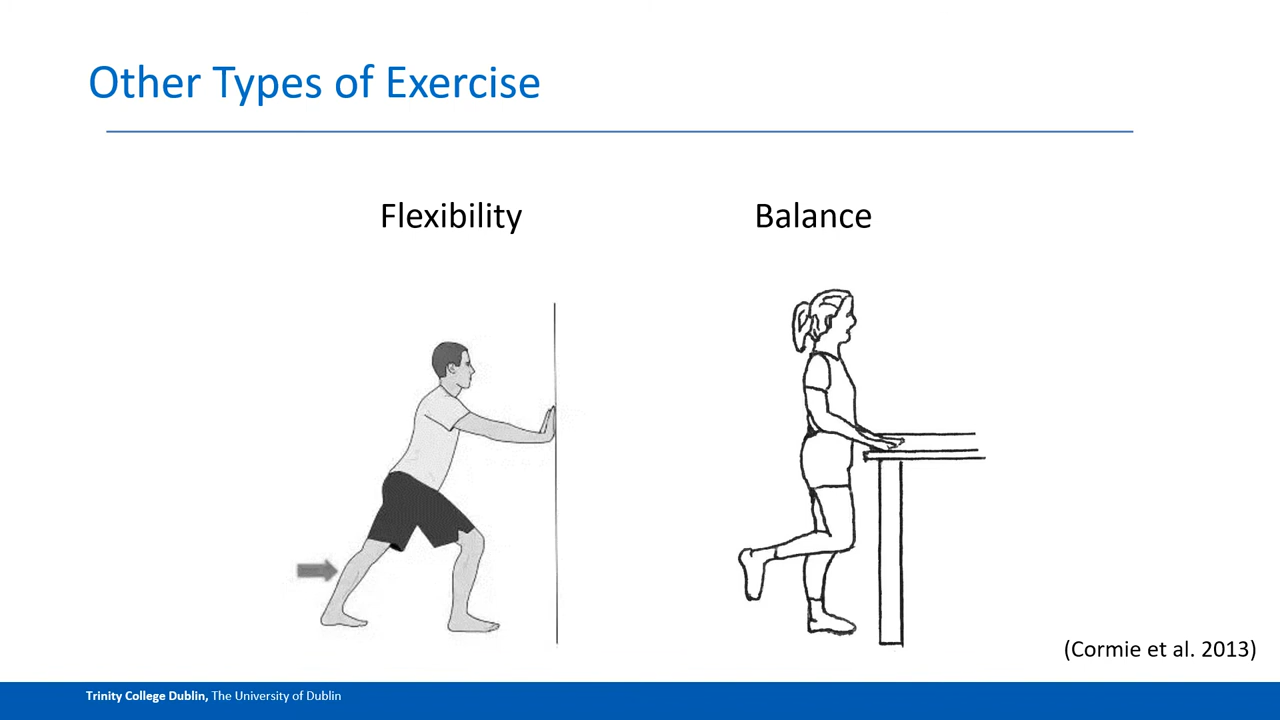 Other Types of Exercise
Flexibility
Balance
(Cormie et al. 2013)
Trinity College Dublin, The University of Dublin